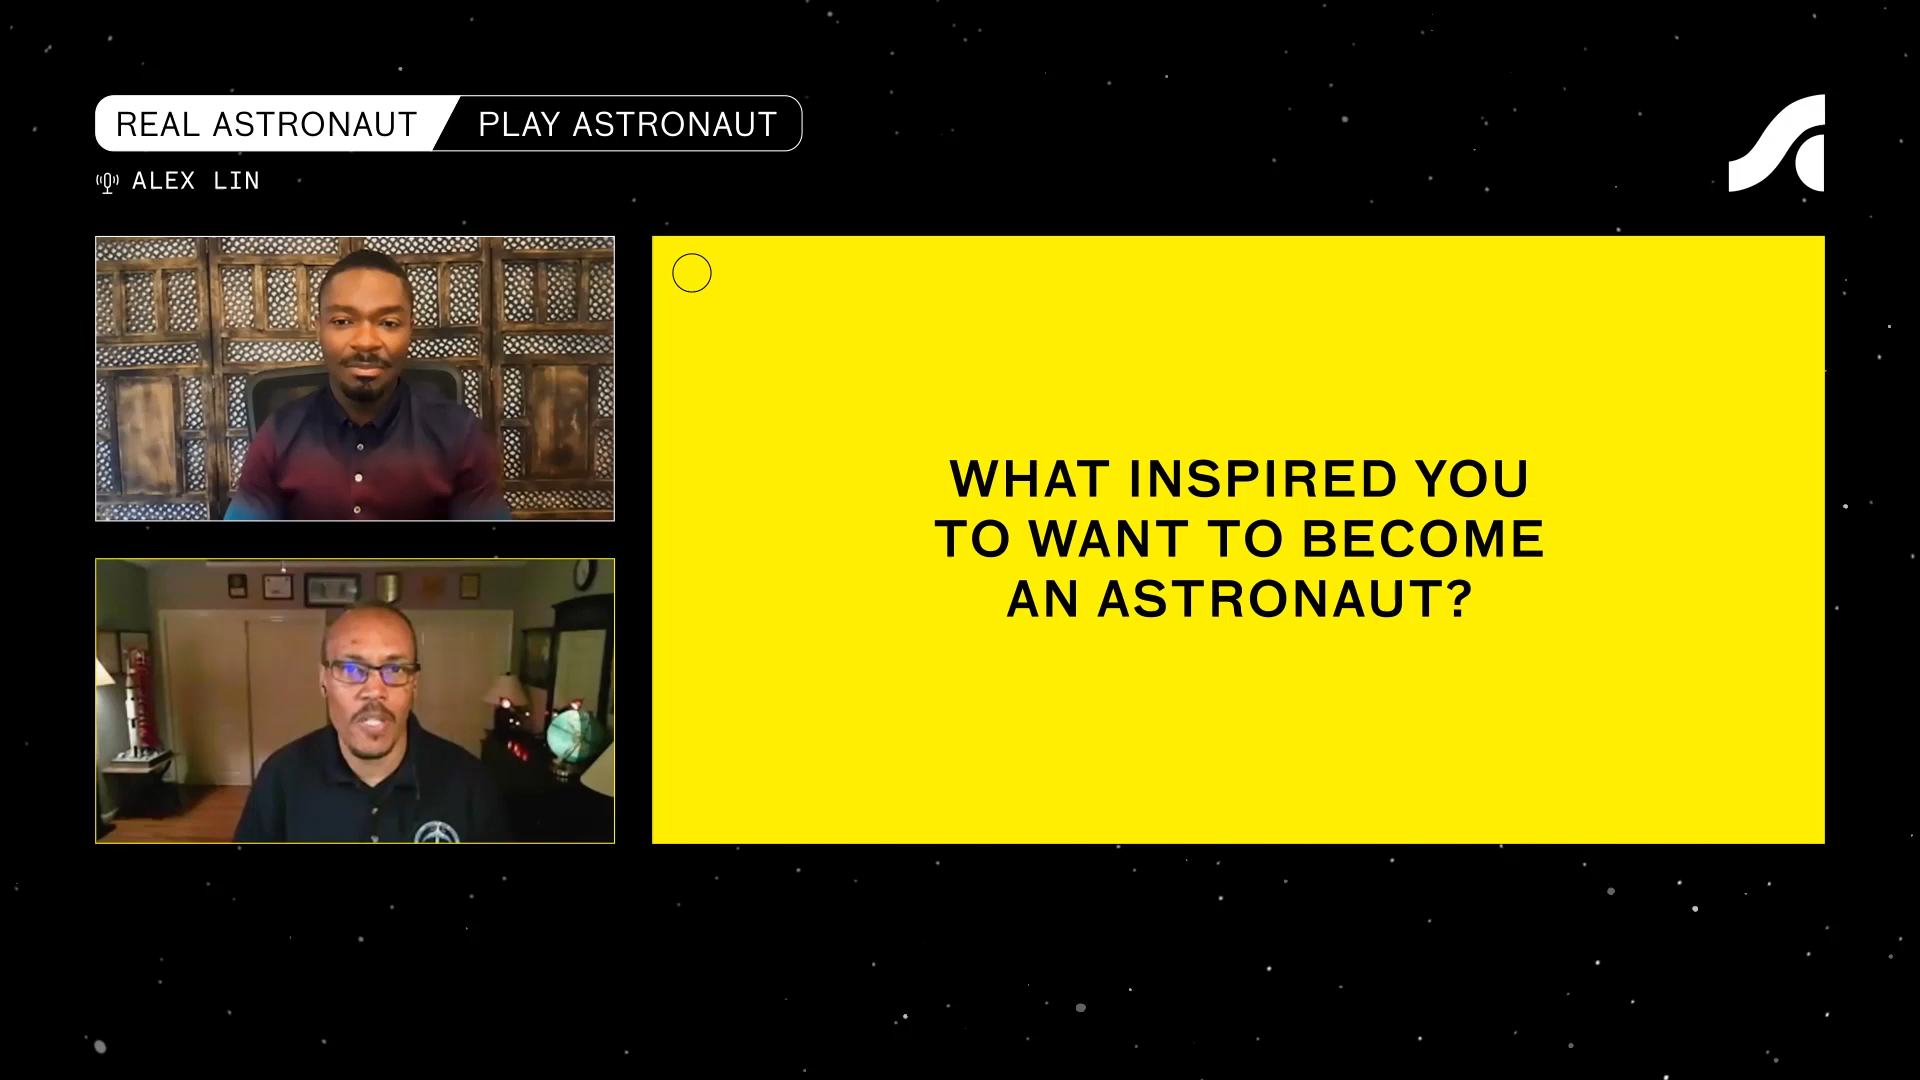 REAL ASTRONAUT PLAY ASTRONAUT
ALEX LIN
WHAT INSPIRED YOU
TO WANT TO BECOME
AN ASTRONAUT?